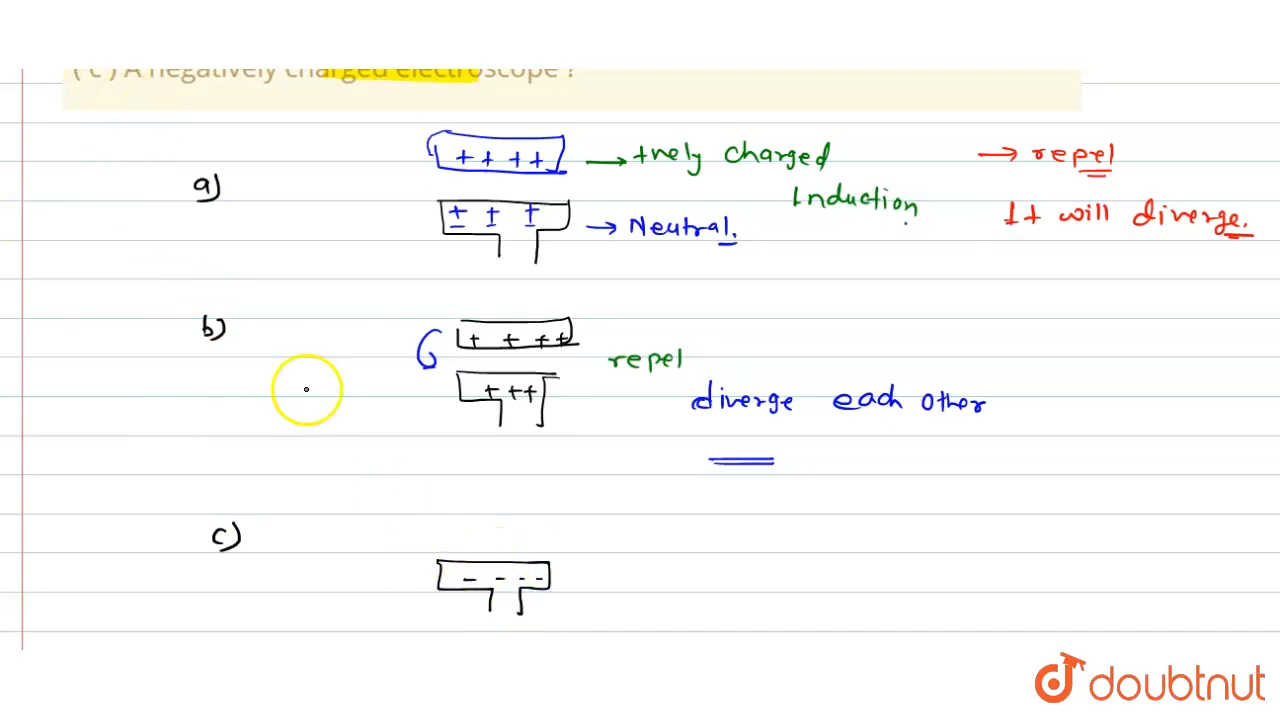 ( c ) A negatively charged electroscope ?
+ + + + → +vely charged → repel
a)
Induction
+ + + → Neutral. It will diverge.
b)
+ + + +
repel
+ + +
diverge each other
c)
- - - -
doubtnut